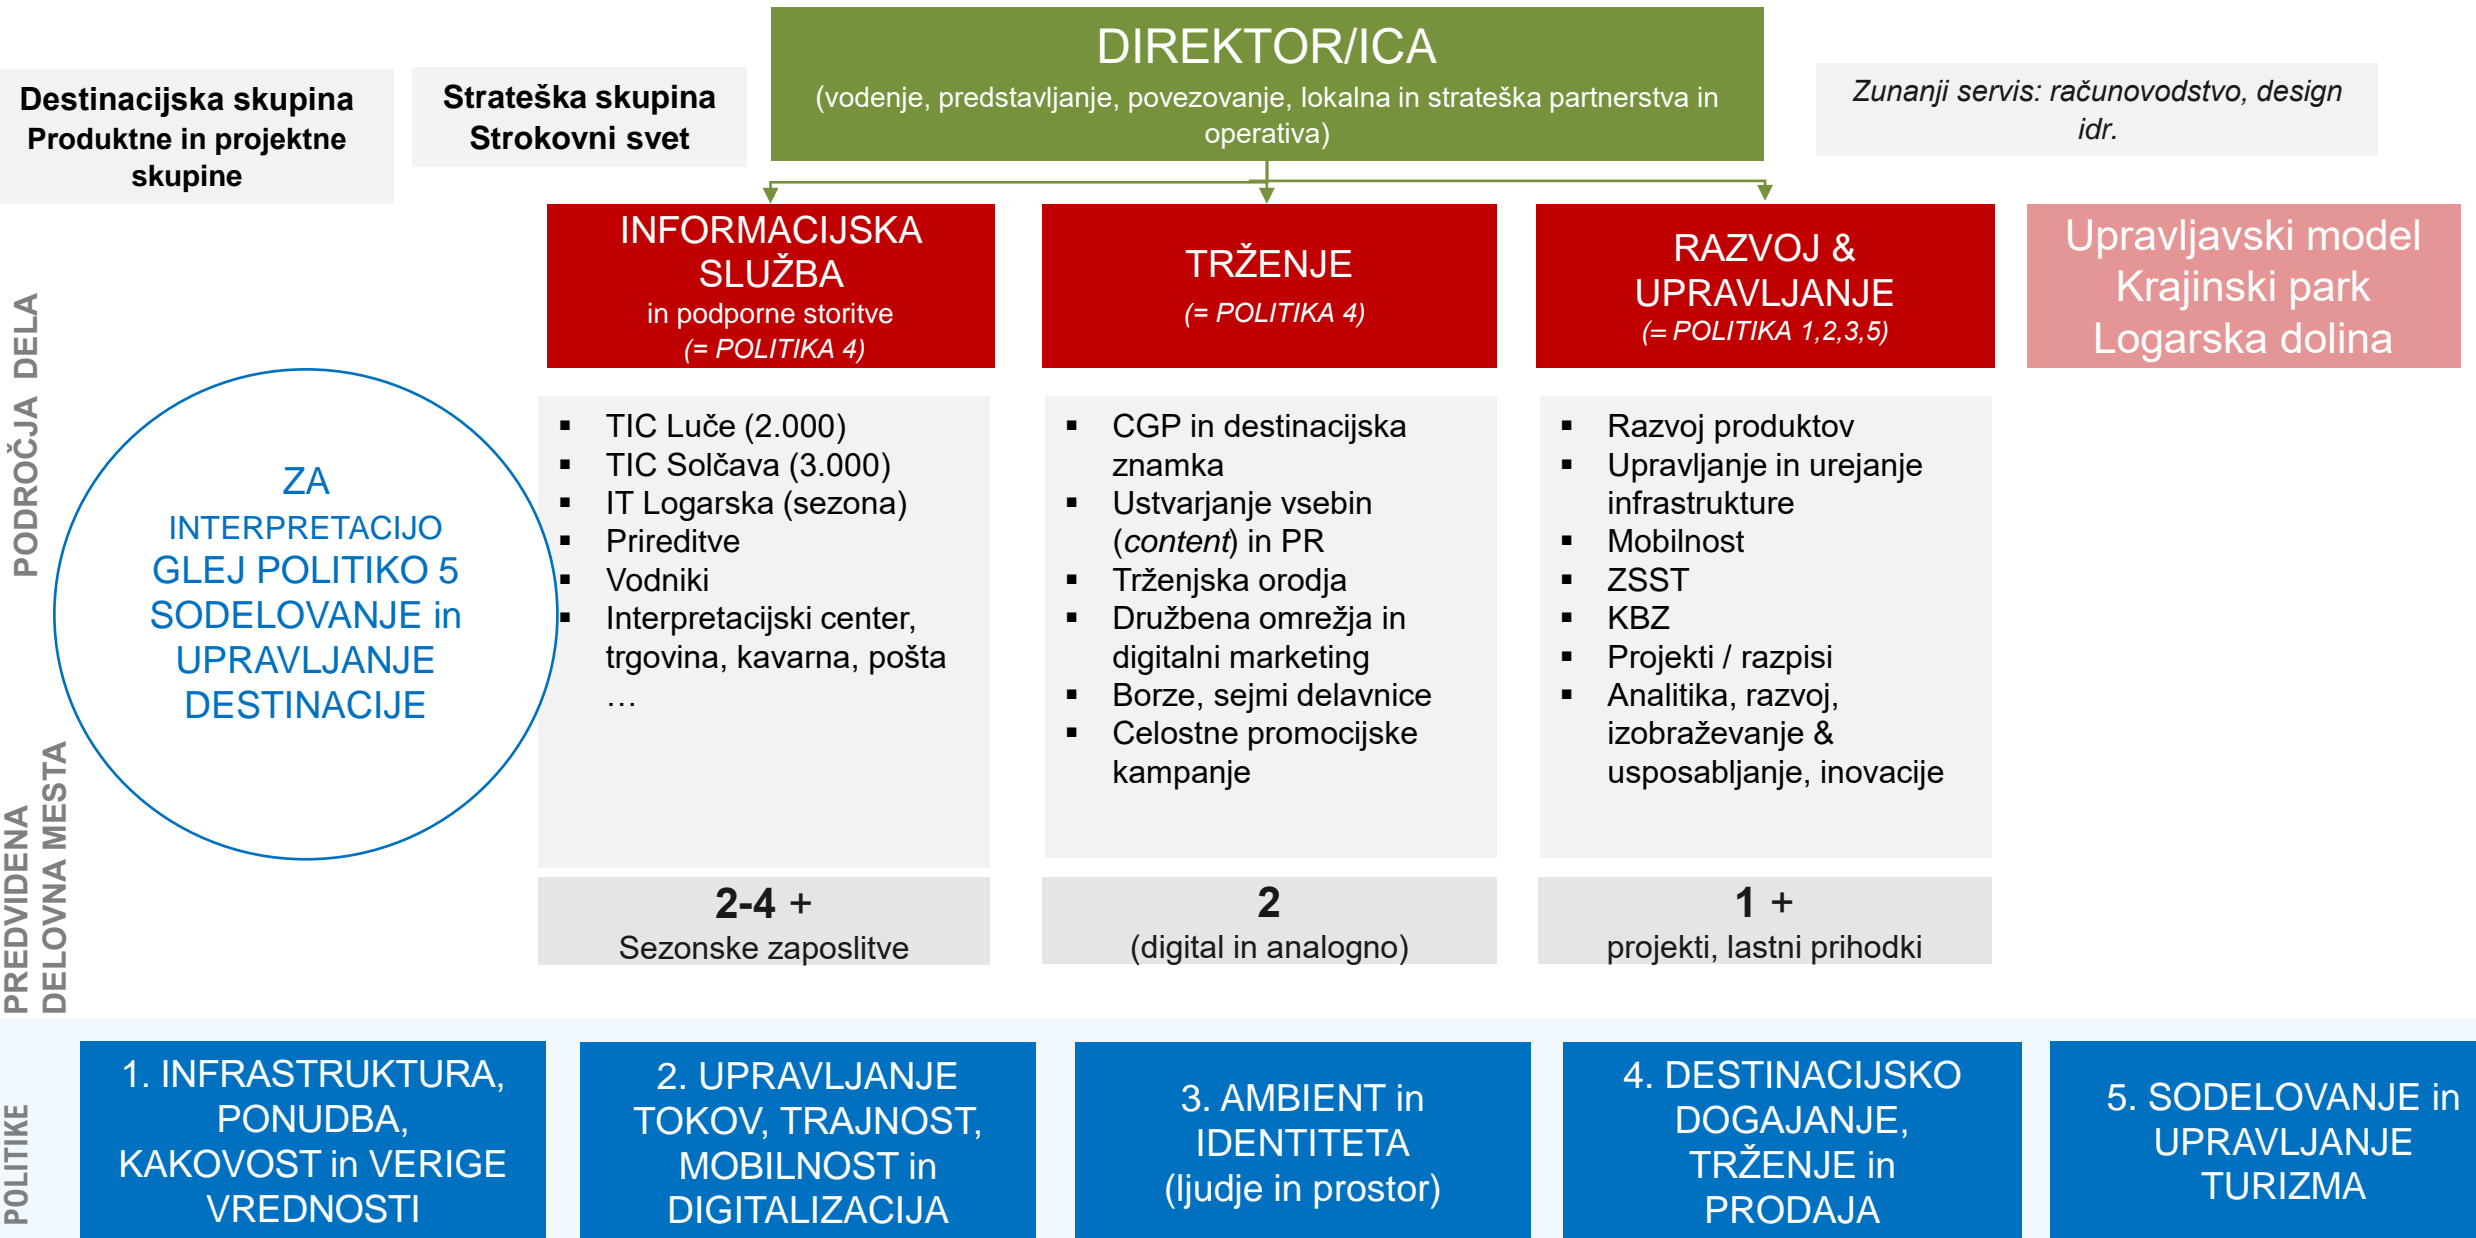 DIREKTOR/ICA
(vodenje, predstavljanje, povezovanje, lokalna in strateška partnerstva in
operativa)
Destinacijska skupina
Produktne in projektne
skupine
Strateška skupina
Strokovni svet
Zunanji servis: računovodstvo, design
idr.
INFORMACIJSKA
SLUŽBA
in podporne storitve
(= POLITIKA 4)
TRŽENJE
(= POLITIKA 4)
RAZVOJ &
UPRAVLJANJE
(= POLITIKA 1,2,3,5)
Upravljavski model
Krajinski park
Logarska dolina
PODROČJA DELA
ZA
INTERPRETACIJO
GLEJ POLITIKO 5
SODELOVANJE in
UPRAVLJANJE
DESTINACIJE
▪ TIC Luče (2.000)
▪ TIC Solčava (3.000)
▪ IT Logarska (sezona)
▪ Prireditve
▪ Vodniki
▪ Interpretacijski center,
trgovina, kavarna, pošta
…
▪ CGP in destinacijska
znamka
▪ Ustvarjanje vsebin
(content) in PR
▪ Trženjska orodja
▪ Družbena omrežja in
digitalni marketing
▪ Borze, sejmi delavnice
▪ Celostne promocijske
kampanje
▪ Razvoj produktov
▪ Upravljanje in urejanje
infrastrukture
▪ Mobilnost
▪ ZSST
▪ KBZ
▪ Projekti / razpisi
▪ Analitika, razvoj,
izobraževanje &
usposabljanje, inovacije
PREDVIDENA
DELOVNA MESTA
2-4 +
Sezonske zaposlitve
2
(digital in analogno)
1 +
projekti, lastni prihodki
POLITIKE
1. INFRASTRUKTURA,
PONUDBA,
KAKOVOST in VERIGE
VREDNOSTI
2. UPRAVLJANJE
TOKOV, TRAJNOST,
MOBILNOST in
DIGITALIZACIJA
3. AMBIENT in
IDENTITETA
(ljudje in prostor)
4. DESTINACIJSKO
DOGAJANJE,
TRŽENJE in
PRODAJA
5. SODELOVANJE in
UPRAVLJANJE
TURIZMA